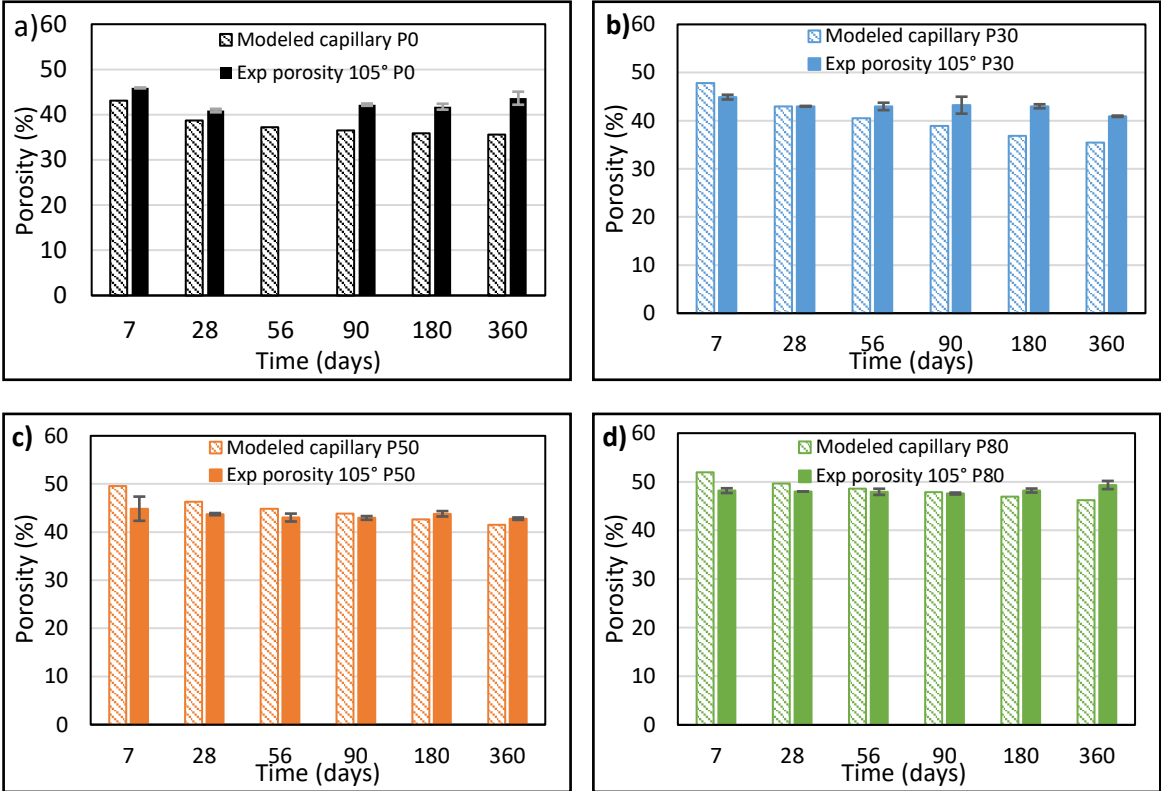 a)
Modeled capillary P0
Exp porosity 105° P0
Porosity (%)
60
50
40
30
20
10
0
7 28 56 90 180 360
Time (days)
b)
Modeled capillary P30
Exp porosity 105° P30
Porosity (%)
60
50
40
30
20
10
0
7 28 56 90 180 360
Time (days)
c)
Modeled capillary P50
Exp porosity 105° P50
Porosity (%)
60
50
40
30
20
10
0
7 28 56 90 180 360
Time (days)
d)
Modeled capillary P80
Exp porosity 105° P80
Porosity (%)
60
50
40
30
20
10
0
7 28 56 90 180 360
Time (days)